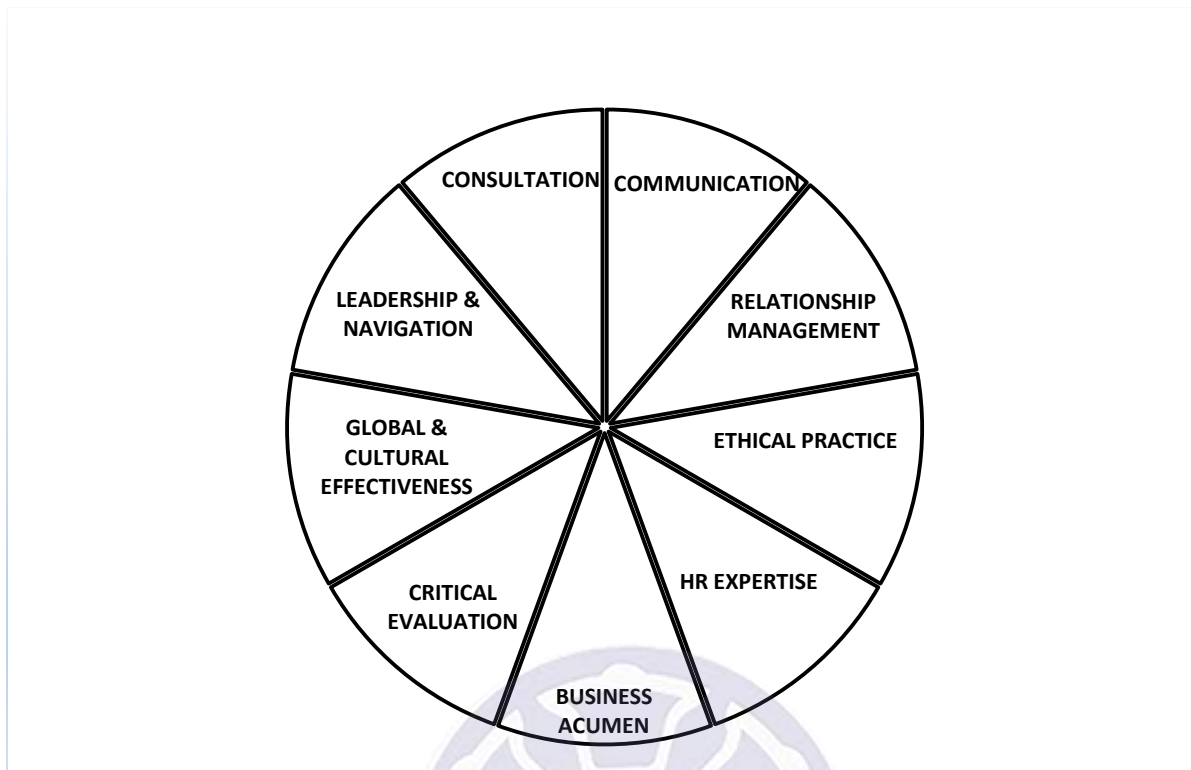 CONSULTATION
COMMUNICATION
LEADERSHIP &
NAVIGATION
RELATIONSHIP
MANAGEMENT
GLOBAL &
CULTURAL
EFFECTIVENESS
ETHICAL PRACTICE
CRITICAL
EVALUATION
HR EXPERTISE
BUSINESS
ACUMEN